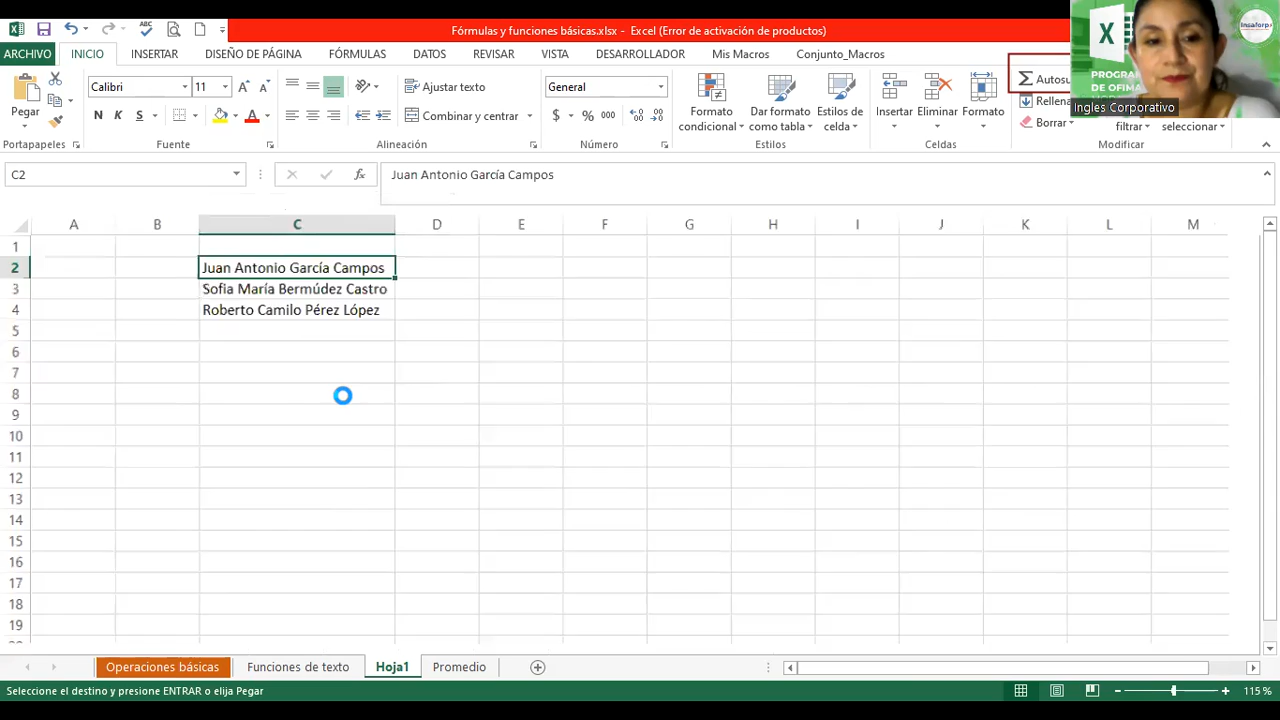 Fórmulas y funciones básicas.xlsx - Excel (Error de activación de productos)
ARCHIVO INICIO INSERTAR DISEÑO DE PÁGINA FÓRMULAS DATOS REVISAR VISTA DESARROLLADOR Mis Macros Conjunto_Macros
Pegar
Calibri 11
N K S
Ajustar texto
Combinar y centrar
General
$ % 000
Formato condicional
Dar formato como tabla
Estilos de celda
Insertar
Eliminar
Formato
Σ
Borrar
filtrar
seleccionar
Portapapeles Fuente Alineación Número Estilos Celdas Modificar
Insaforp
DE OFIMA
Ingles Corporativo
C2 fx Juan Antonio García Campos
A B C D E F G H I J K L M
1
2 Juan Antonio García Campos
3 Sofia María Bermúdez Castro
4 Roberto Camilo Pérez López
5
6
7
8
9
10
11
12
13
14
15
16
17
18
19
Operaciones básicas Funciones de texto Hoja1 Promedio
Seleccione el destino y presione ENTRAR o elija Pegar 115 %